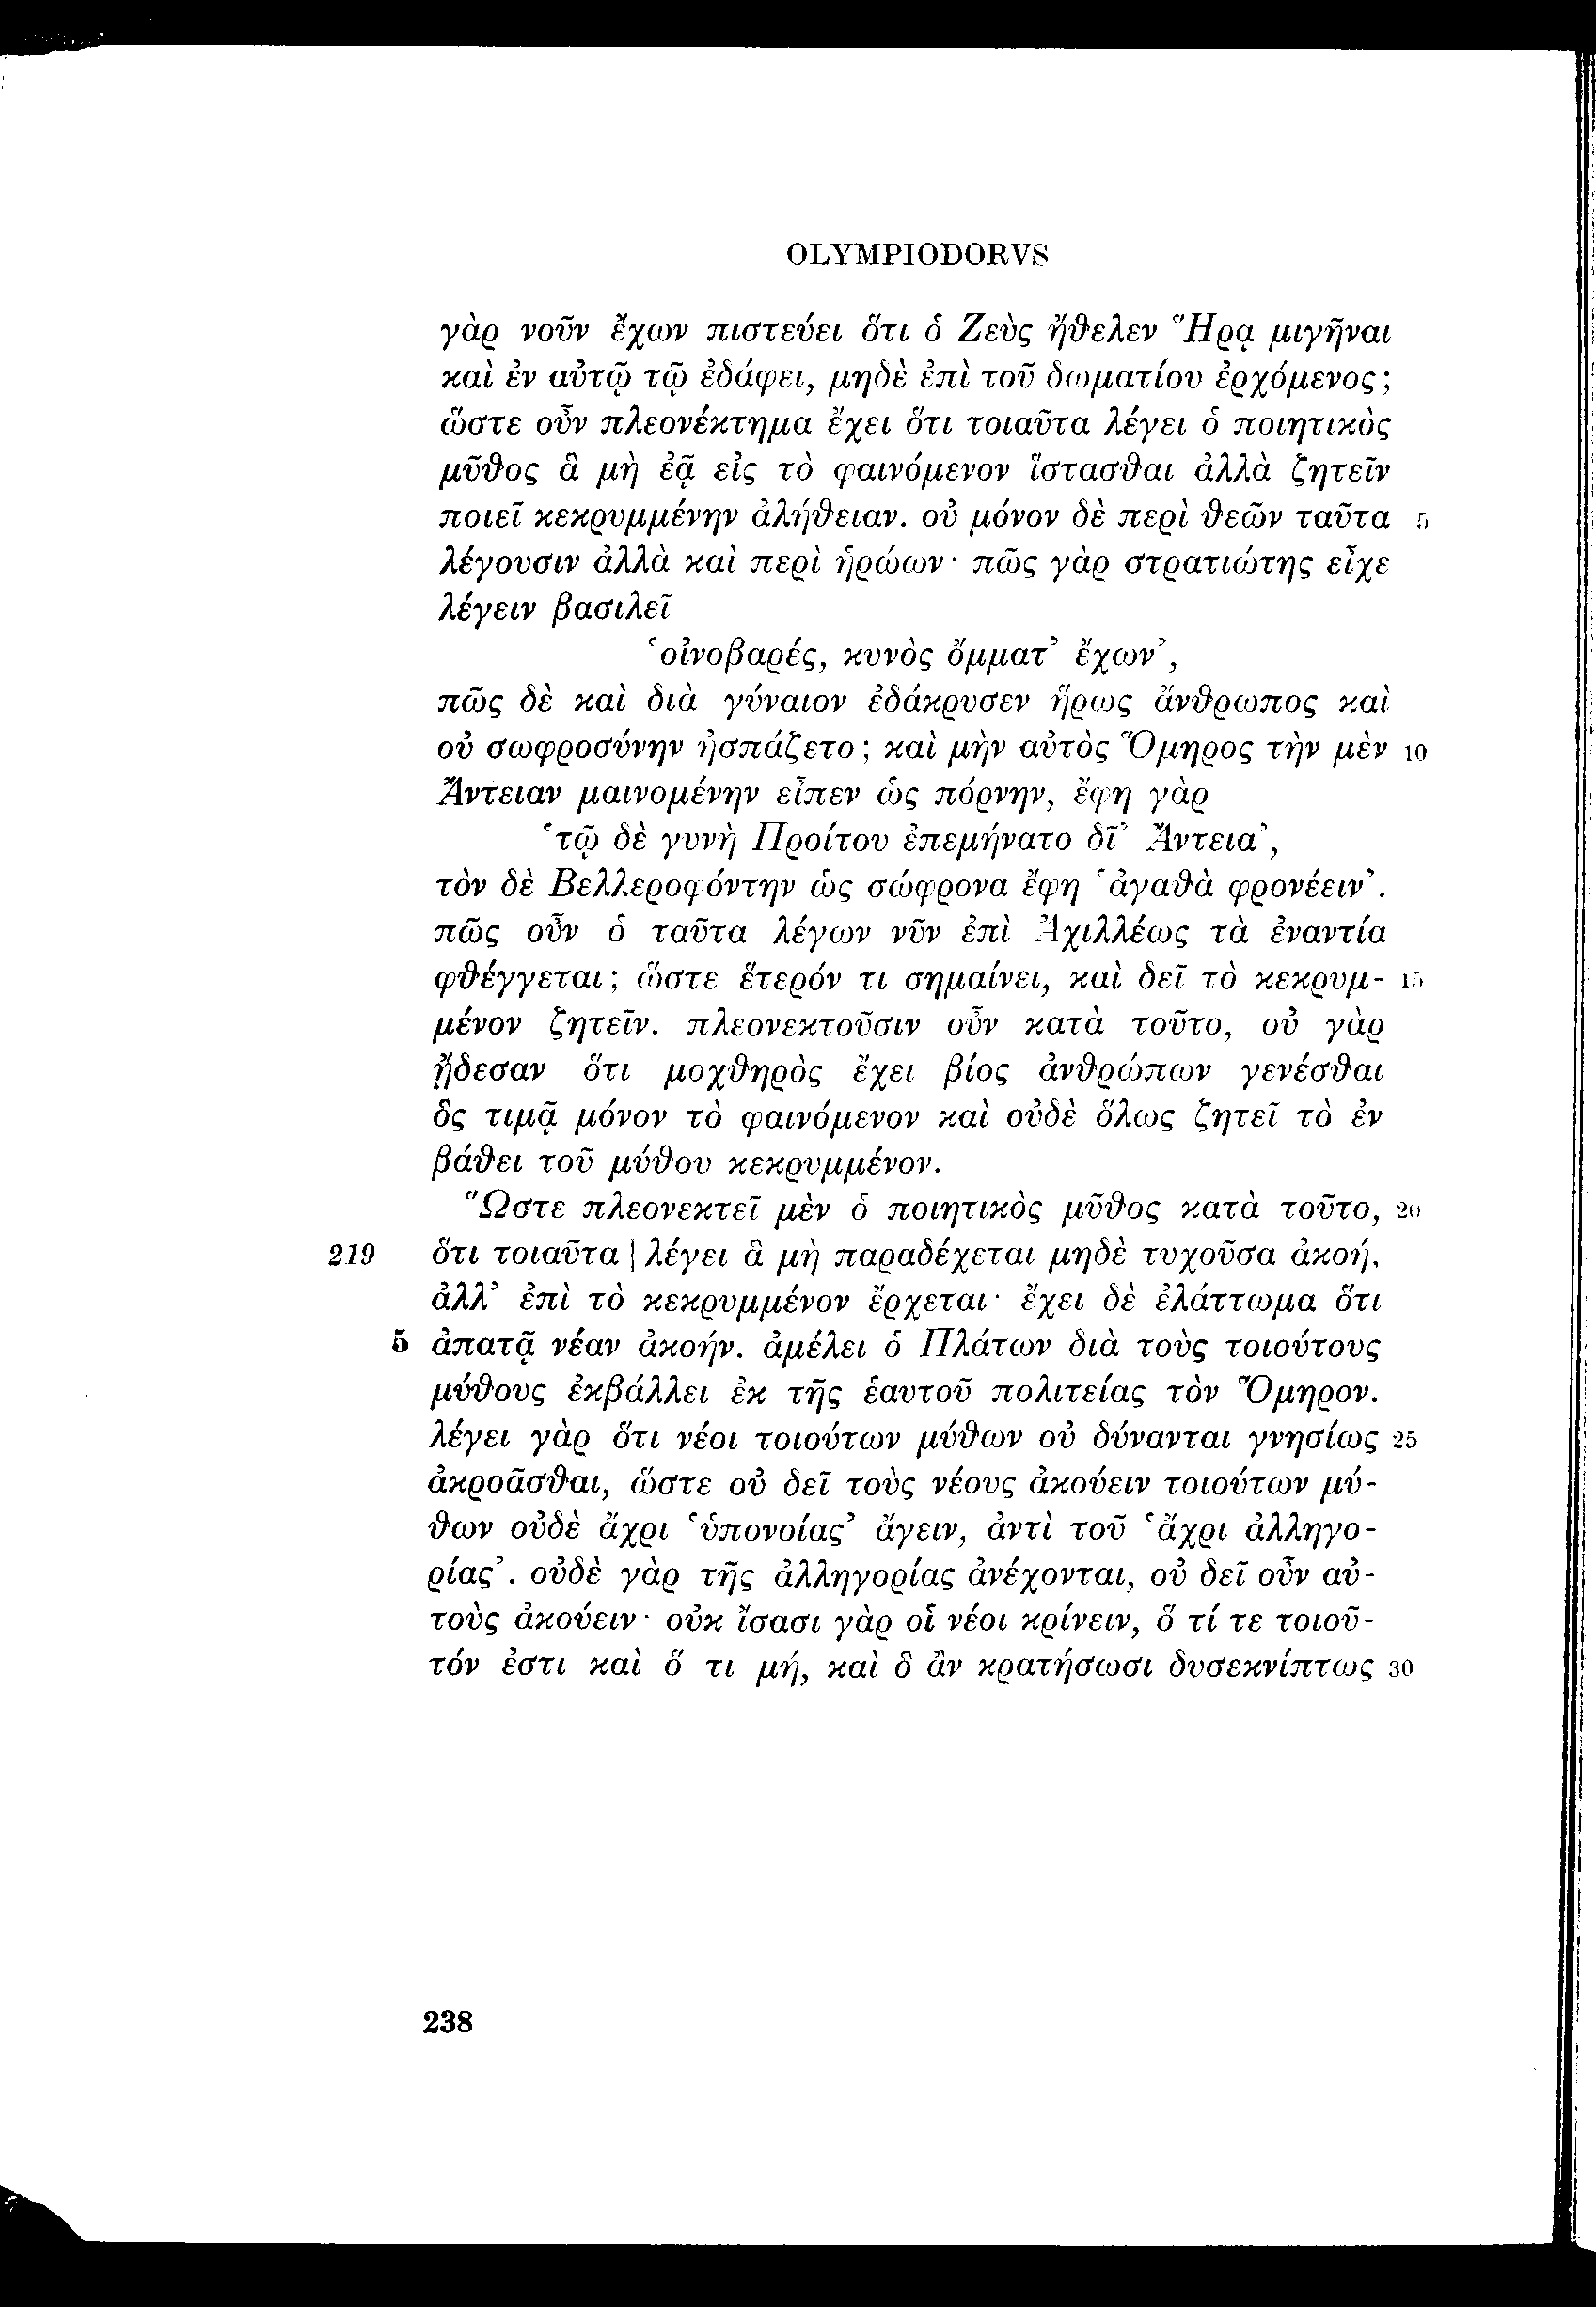 OLYMPIODORVS
γὰρ νοῦν ἔχων πιστεύει ὅτι ὁ Ζεὺς ἤθελεν Ἥρᾳ μιγῆναι
καὶ ἐν αὐτῷ τῷ ἐδάφει, μηδὲ ἐπὶ τοῦ δωματίου ἐρχόμενος;
ὥστε οὖν πλεονέκτημα ἔχει ὅτι τοιαῦτα λέγει ὁ ποιητικὸς
μῦθος ἃ μὴ ἐᾷ εἰς τὸ φαινόμενον ἵστασθαι ἀλλὰ ζητεῖν
ποιεῖ κεκρυμμένην ἀλήθειαν. οὐ μόνον δὲ περὶ θεῶν ταῦτα 5
λέγουσιν ἀλλὰ καὶ περὶ ἡρώων· πῶς γὰρ στρατιώτης εἶχε
λέγειν βασιλεῖ
‘οἰνοβαρές, κυνὸς ὄμματ’ ἔχων’,
πῶς δὲ καὶ διὰ γύναιον ἐδάκρυσεν ἥρως ἄνθρωπος καὶ
οὐ σωφροσύνην ἠσπάζετο; καὶ μὴν αὐτὸς Ὅμηρος τὴν μὲν 10
Ἄντειαν μαινομένην εἶπεν ὡς πόρνην, ἔφη γὰρ
‘τῷ δὲ γυνὴ Προίτου ἐπεμήνατο δῖ’ Ἄντεια’,
τὸν δὲ Βελλεροφόντην ὡς σώφρονα ἔφη ‘ἀγαθὰ φρονέειν’.
πῶς οὖν ὁ ταῦτα λέγων νῦν ἐπὶ Ἀχιλλέως τὰ ἐναντία
φθέγγεται; ὥστε ἕτερόν τι σημαίνει, καὶ δεῖ τὸ κεκρυμ- 15
μένον ζητεῖν. πλεονεκτοῦσιν οὖν κατὰ τοῦτο, οὐ γὰρ
ᾔδεσαν ὅτι μοχθηρὸς ἔχει βίος ἀνθρώπων γενέσθαι
ὃς τιμᾷ μόνον τὸ φαινόμενον καὶ οὐδὲ ὅλως ζητεῖ τὸ ἐν
βάθει τοῦ μύθου κεκρυμμένον.
Ὥστε πλεονεκτεῖ μὲν ὁ ποιητικὸς μῦθος κατὰ τοῦτο, 20
219 ὅτι τοιαῦτα | λέγει ἃ μὴ παραδέχεται μηδὲ τυχοῦσα ἀκοή,
ἀλλ’ ἐπὶ τὸ κεκρυμμένον ἔρχεται· ἔχει δὲ ἐλάττωμα ὅτι
5 ἀπατᾷ νέαν ἀκοήν. ἀμέλει ὁ Πλάτων διὰ τοὺς τοιούτους
μύθους ἐκβάλλει ἐκ τῆς ἑαυτοῦ πολιτείας τὸν Ὅμηρον.
λέγει γὰρ ὅτι νέοι τοιούτων μύθων οὐ δύνανται γνησίως 25
ἀκροᾶσθαι, ὥστε οὐ δεῖ τοὺς νέους ἀκούειν τοιούτων μύ-
θων οὐδὲ ἄχρι ‘ὑπονοίας’ ἄγειν, ἀντὶ τοῦ ‘ἄχρι ἀλληγο-
ρίας’. οὐδὲ γὰρ τῆς ἀλληγορίας ἀνέχονται, οὐ δεῖ οὖν αὐ-
τοὺς ἀκούειν· οὐκ ἴσασι γὰρ οἱ νέοι κρίνειν, ὅ τί τε τοιοῦ-
τόν ἐστι καὶ ὅ τι μή, καὶ ὃ ἂν κρατήσωσι δυσεκνίπτως 30
238